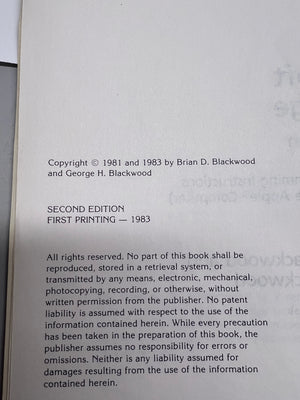 Copyright © 1981 and 1983 by Brian D. Blackwood
and George H. Blackwood
SECOND EDITION
FIRST PRINTING — 1983
All rights reserved. No part of this book shall be
reproduced, stored in a retrieval system, or
transmitted by any means, electronic, mechanical,
photocopying, recording, or otherwise, without
written permission from the publisher. No patent
liability is assumed with respect to the use of the
information contained herein. While every precaution
has been taken in the preparation of this book, the
publisher assumes no responsibility for errors or
omissions. Neither is any liability assumed for
damages resulting from the use of the information
contained herein.